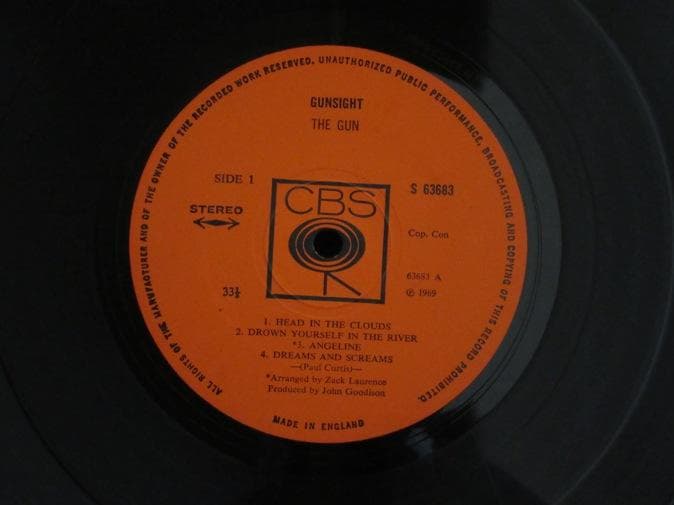 ALL RIGHTS OF THE MANUFACTURER AND OF THE OWNER OF THE RECORDED WORK RESERVED. UNAUTHORIZED PUBLIC PERFORMANCE, BROADCASTING AND COPYING OF THIS RECORD PROHIBITED.
GUNSIGHT
THE GUN
SIDE 1
S 63683
STEREO
CBS
Cop. Con
63683 A
33⅓
℗ 1969
1. HEAD IN THE CLOUDS
2. DROWN YOURSELF IN THE RIVER
*3. ANGELINE
4. DREAMS AND SCREAMS
—(Paul Curtis)—
*Arranged by Zack Laurence
Produced by John Goodison
MADE IN ENGLAND